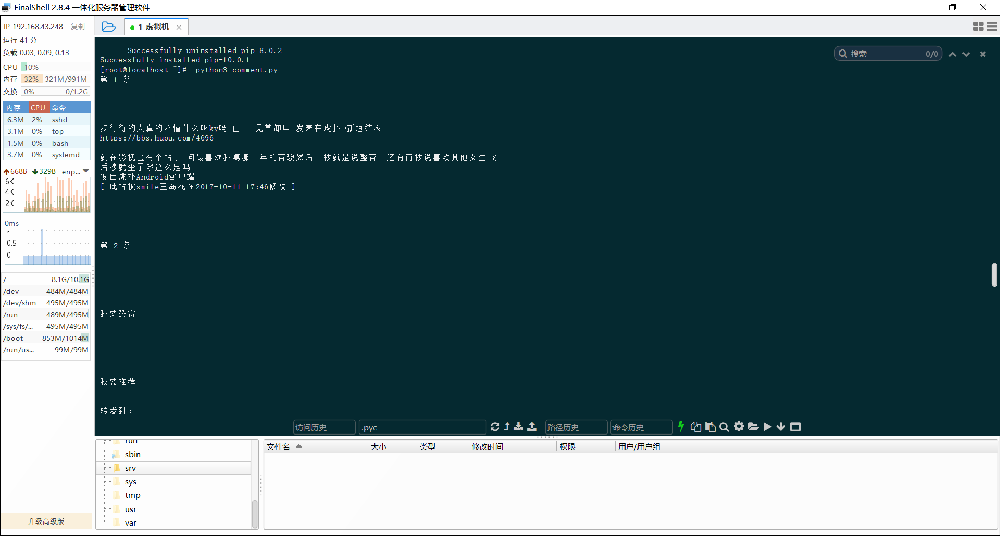 FinalShell 2.8.4 一体化服务器管理软件
IP 192.168.43.248 复制
运行 41 分
负载 0.03, 0.09, 0.13
CPU 10%
内存 32% 321M/991M
交换 0% 0/1.2G
内存 CPU 命令
6.3M 2% sshd
3.1M 0% top
1.5M 0% bash
3.7M 0% systemd
668B 329B enp...
6K
4K
2K
0ms
1
0.5
0
/ 8.1G/10.1G
/dev 484M/484M
/dev/shm 495M/495M
/run 489M/495M
/sys/fs/... 495M/495M
/boot 853M/1014M
/run/us... 99M/99M
升级高级版
1 虚拟机
搜索 0/0
Successfully uninstalled pip-8.0.2
Successfully installed pip-10.0.1
[root@localhost ~]# python3 comment.py
第 1 条
步行街的人真的不懂什么叫ky吗 由 见某卸甲 发表在虎扑·新垣结衣
https://bbs.hupu.com/4696
就在影视区有个帖子 问最喜欢我噶哪一年的容貌然后一楼就是说整容 还有两楼说喜欢其他女生
后楼就歪了戏这么足吗
发自虎扑Android客户端
[ 此帖被smile三岛花在2017-10-11 17:46修改 ]
第 2 条
我要赞赏
我要推荐
转发到：
访问历史 .pyc 路径历史 命令历史
run
sbin
srv
sys
tmp
usr
var
文件名 大小 类型 修改时间 权限 用户/用户组